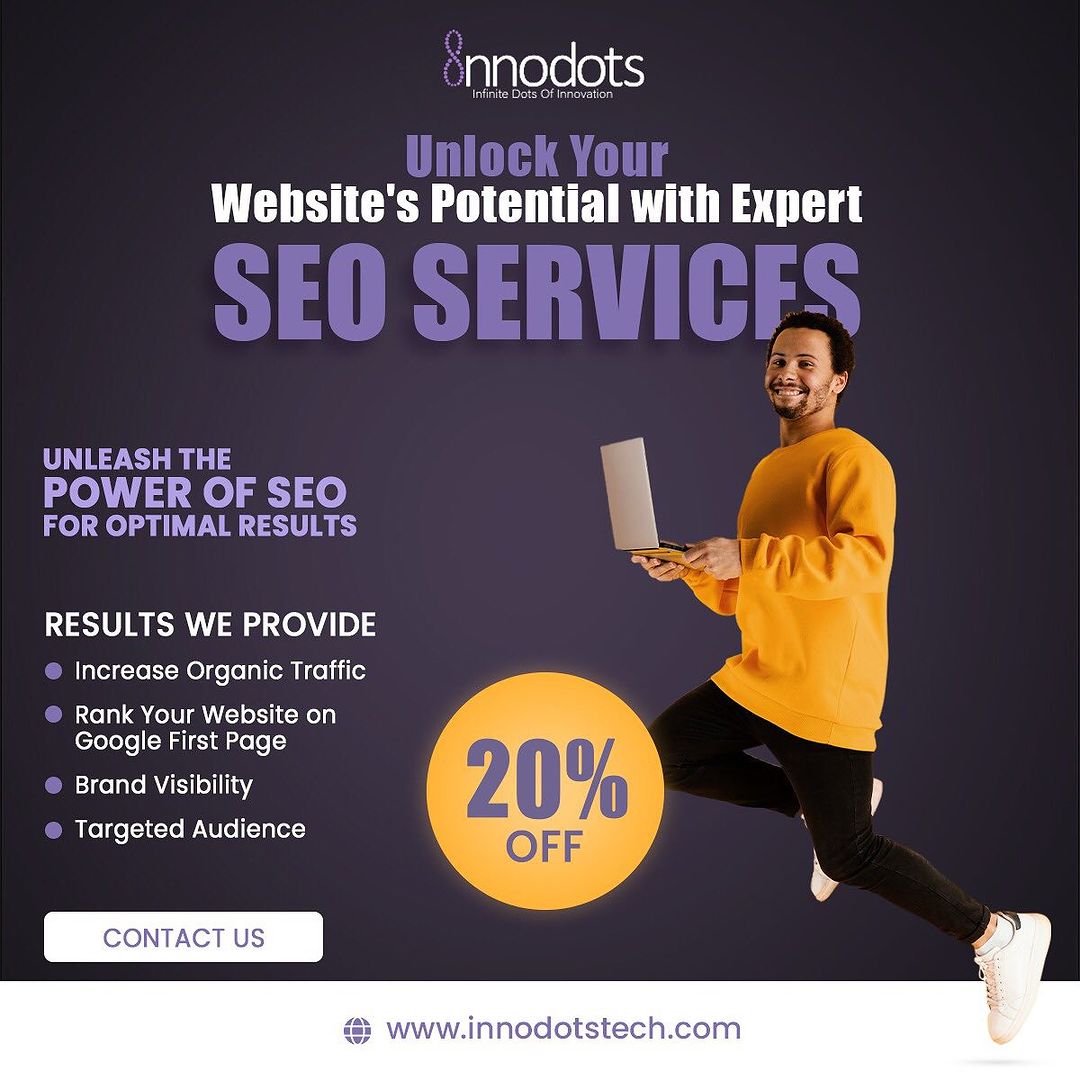 Innodots
Infinite Dots Of Innovation
Unlock Your
Website's Potential with Expert
SEO SERVICES
UNLEASH THE
POWER OF SEO
FOR OPTIMAL RESULTS
RESULTS WE PROVIDE
Increase Organic Traffic
Rank Your Website on
Google First Page
Brand Visibility
Targeted Audience
20%
OFF
CONTACT US
www.innodotstech.com